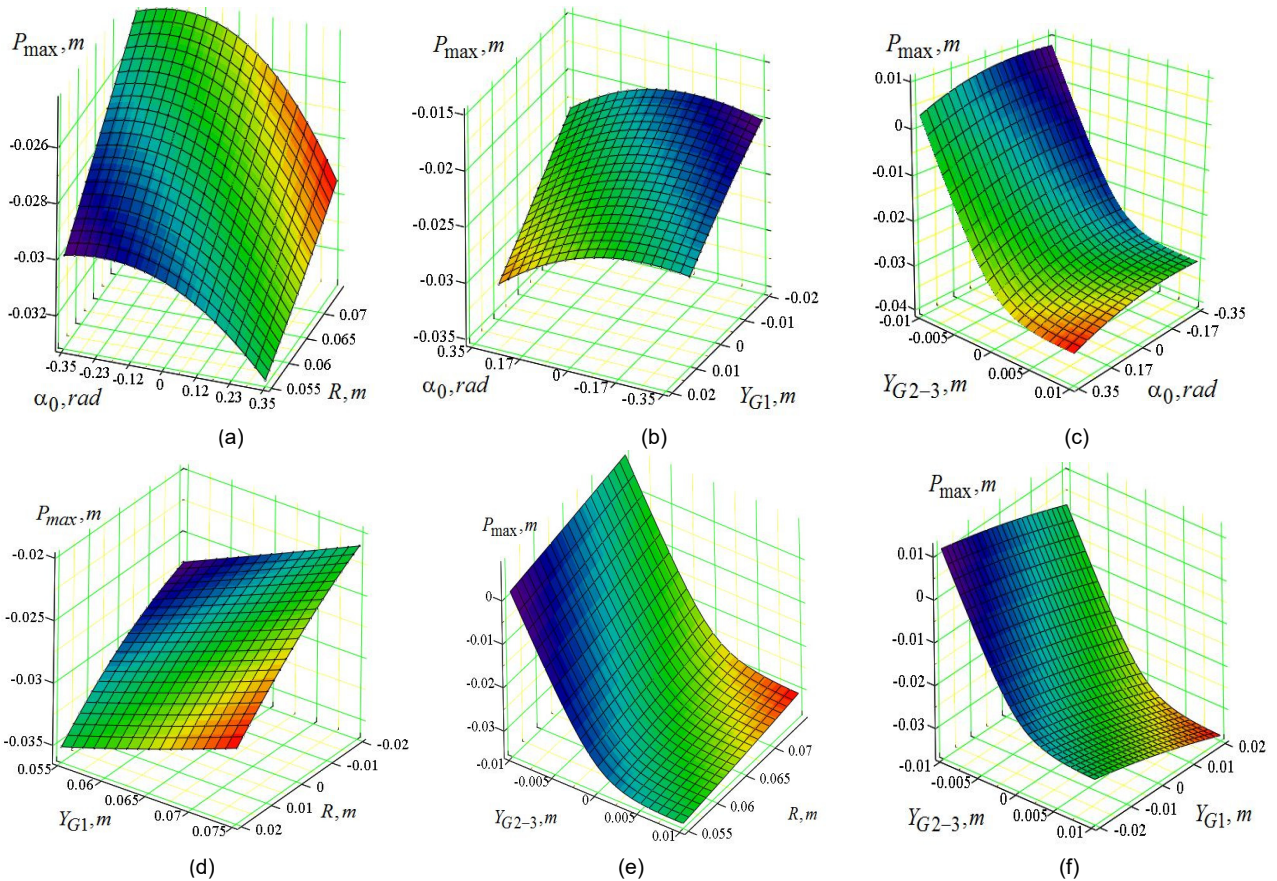 P_max, m
-0.026
-0.028
-0.03
-0.032
-0.35 -0.23 -0.12 0 0.12 0.23 0.35
α_0, rad
0.055 0.06 0.065 0.07
R, m
(a)
P_max, m
-0.015
-0.02
-0.025
-0.03
-0.035
0.35 0.17 0 -0.17 -0.35
α_0, rad
0.02 0.01 0 -0.01 -0.02
Y_G1, m
(b)
P_max, m
0.01
0
-0.01
-0.02
-0.03
-0.04
-0.01 -0.005 0 0.005 0.01
Y_G2-3, m
0.35 0.17 0 -0.17 -0.35
α_0, rad
(c)
P_max, m
-0.02
-0.025
-0.03
-0.035
0.055 0.06 0.065 0.07 0.075
Y_G1, m
0.02 0.01 0 -0.01 -0.02
R, m
(d)
P_max, m
0
-0.01
-0.02
-0.03
-0.01 -0.005 0 0.005 0.01
Y_G2-3, m
0.055 0.06 0.065 0.07
R, m
(e)
P_max, m
0.01
0
-0.01
-0.02
-0.03
-0.01 -0.005 0 0.005 0.01
Y_G2-3, m
-0.02 -0.01 0 0.01 0.02
Y_G1, m
(f)